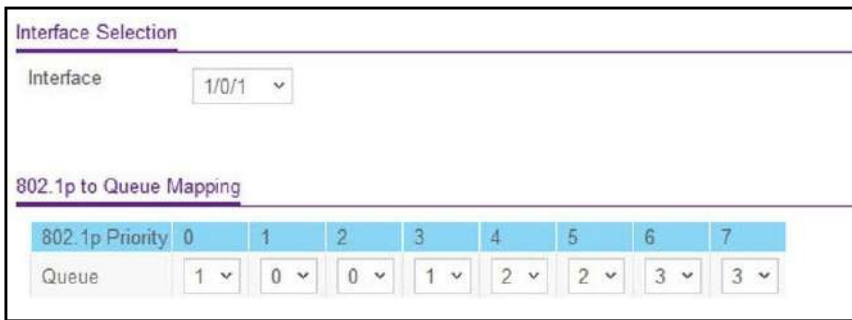 Interface Selection
Interface 1/0/1
802.1p to Queue Mapping
802.1p Priority 0 1 2 3 4 5 6 7
Queue 1 0 0 1 2 2 3 3